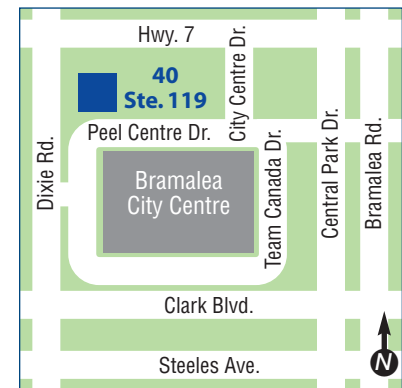 Hwy. 7
40
Ste. 119
City Centre Dr.
Peel Centre Dr.
Dixie Rd.
Bramalea
City Centre
Team Canada Dr.
Central Park Dr.
Bramalea Rd.
Clark Blvd.
Steeles Ave.
N